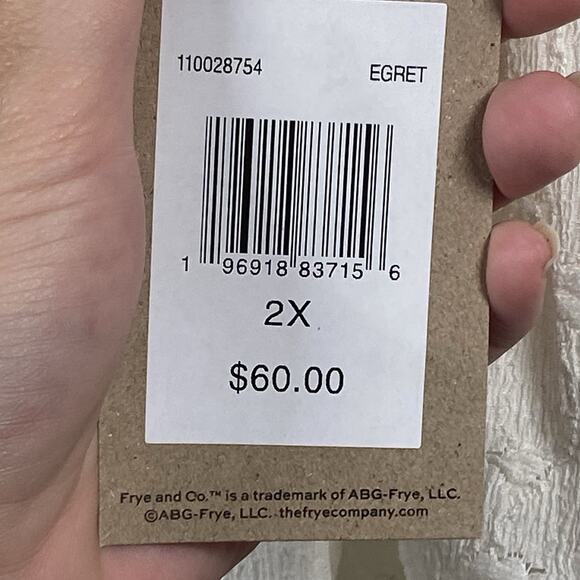 110028754 EGRET
1 96918 83715 6
2X
$60.00
Frye and Co.™ is a trademark of ABG-Frye, LLC.
©ABG-Frye, LLC. thefryecompany.com